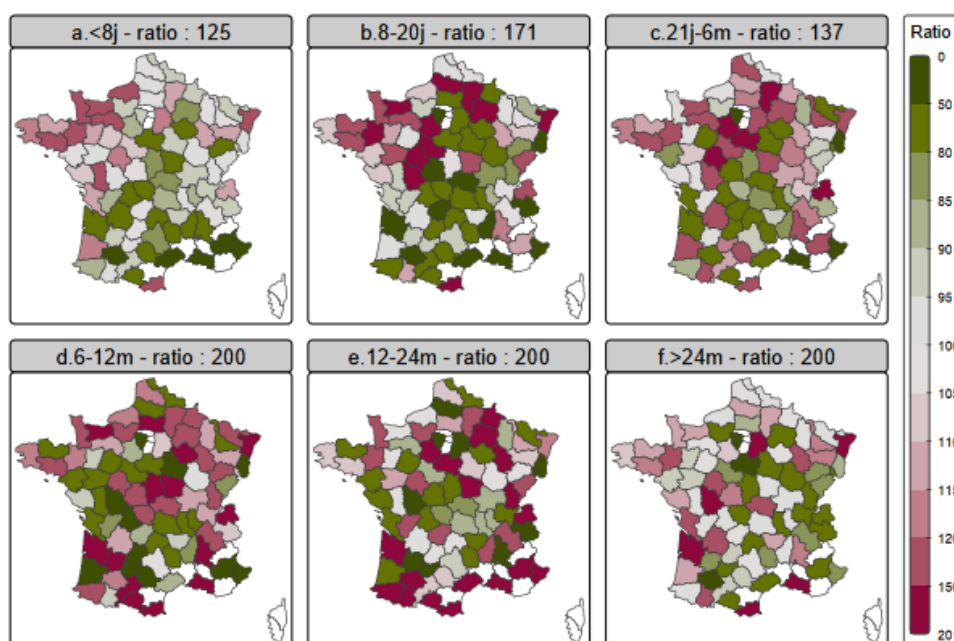 a.<8j - ratio : 125
b.8-20j - ratio : 171
c.21j-6m - ratio : 137
d.6-12m - ratio : 200
e.12-24m - ratio : 200
f.>24m - ratio : 200
Ratio
0
50
80
85
90
95
100
105
110
120
150
201